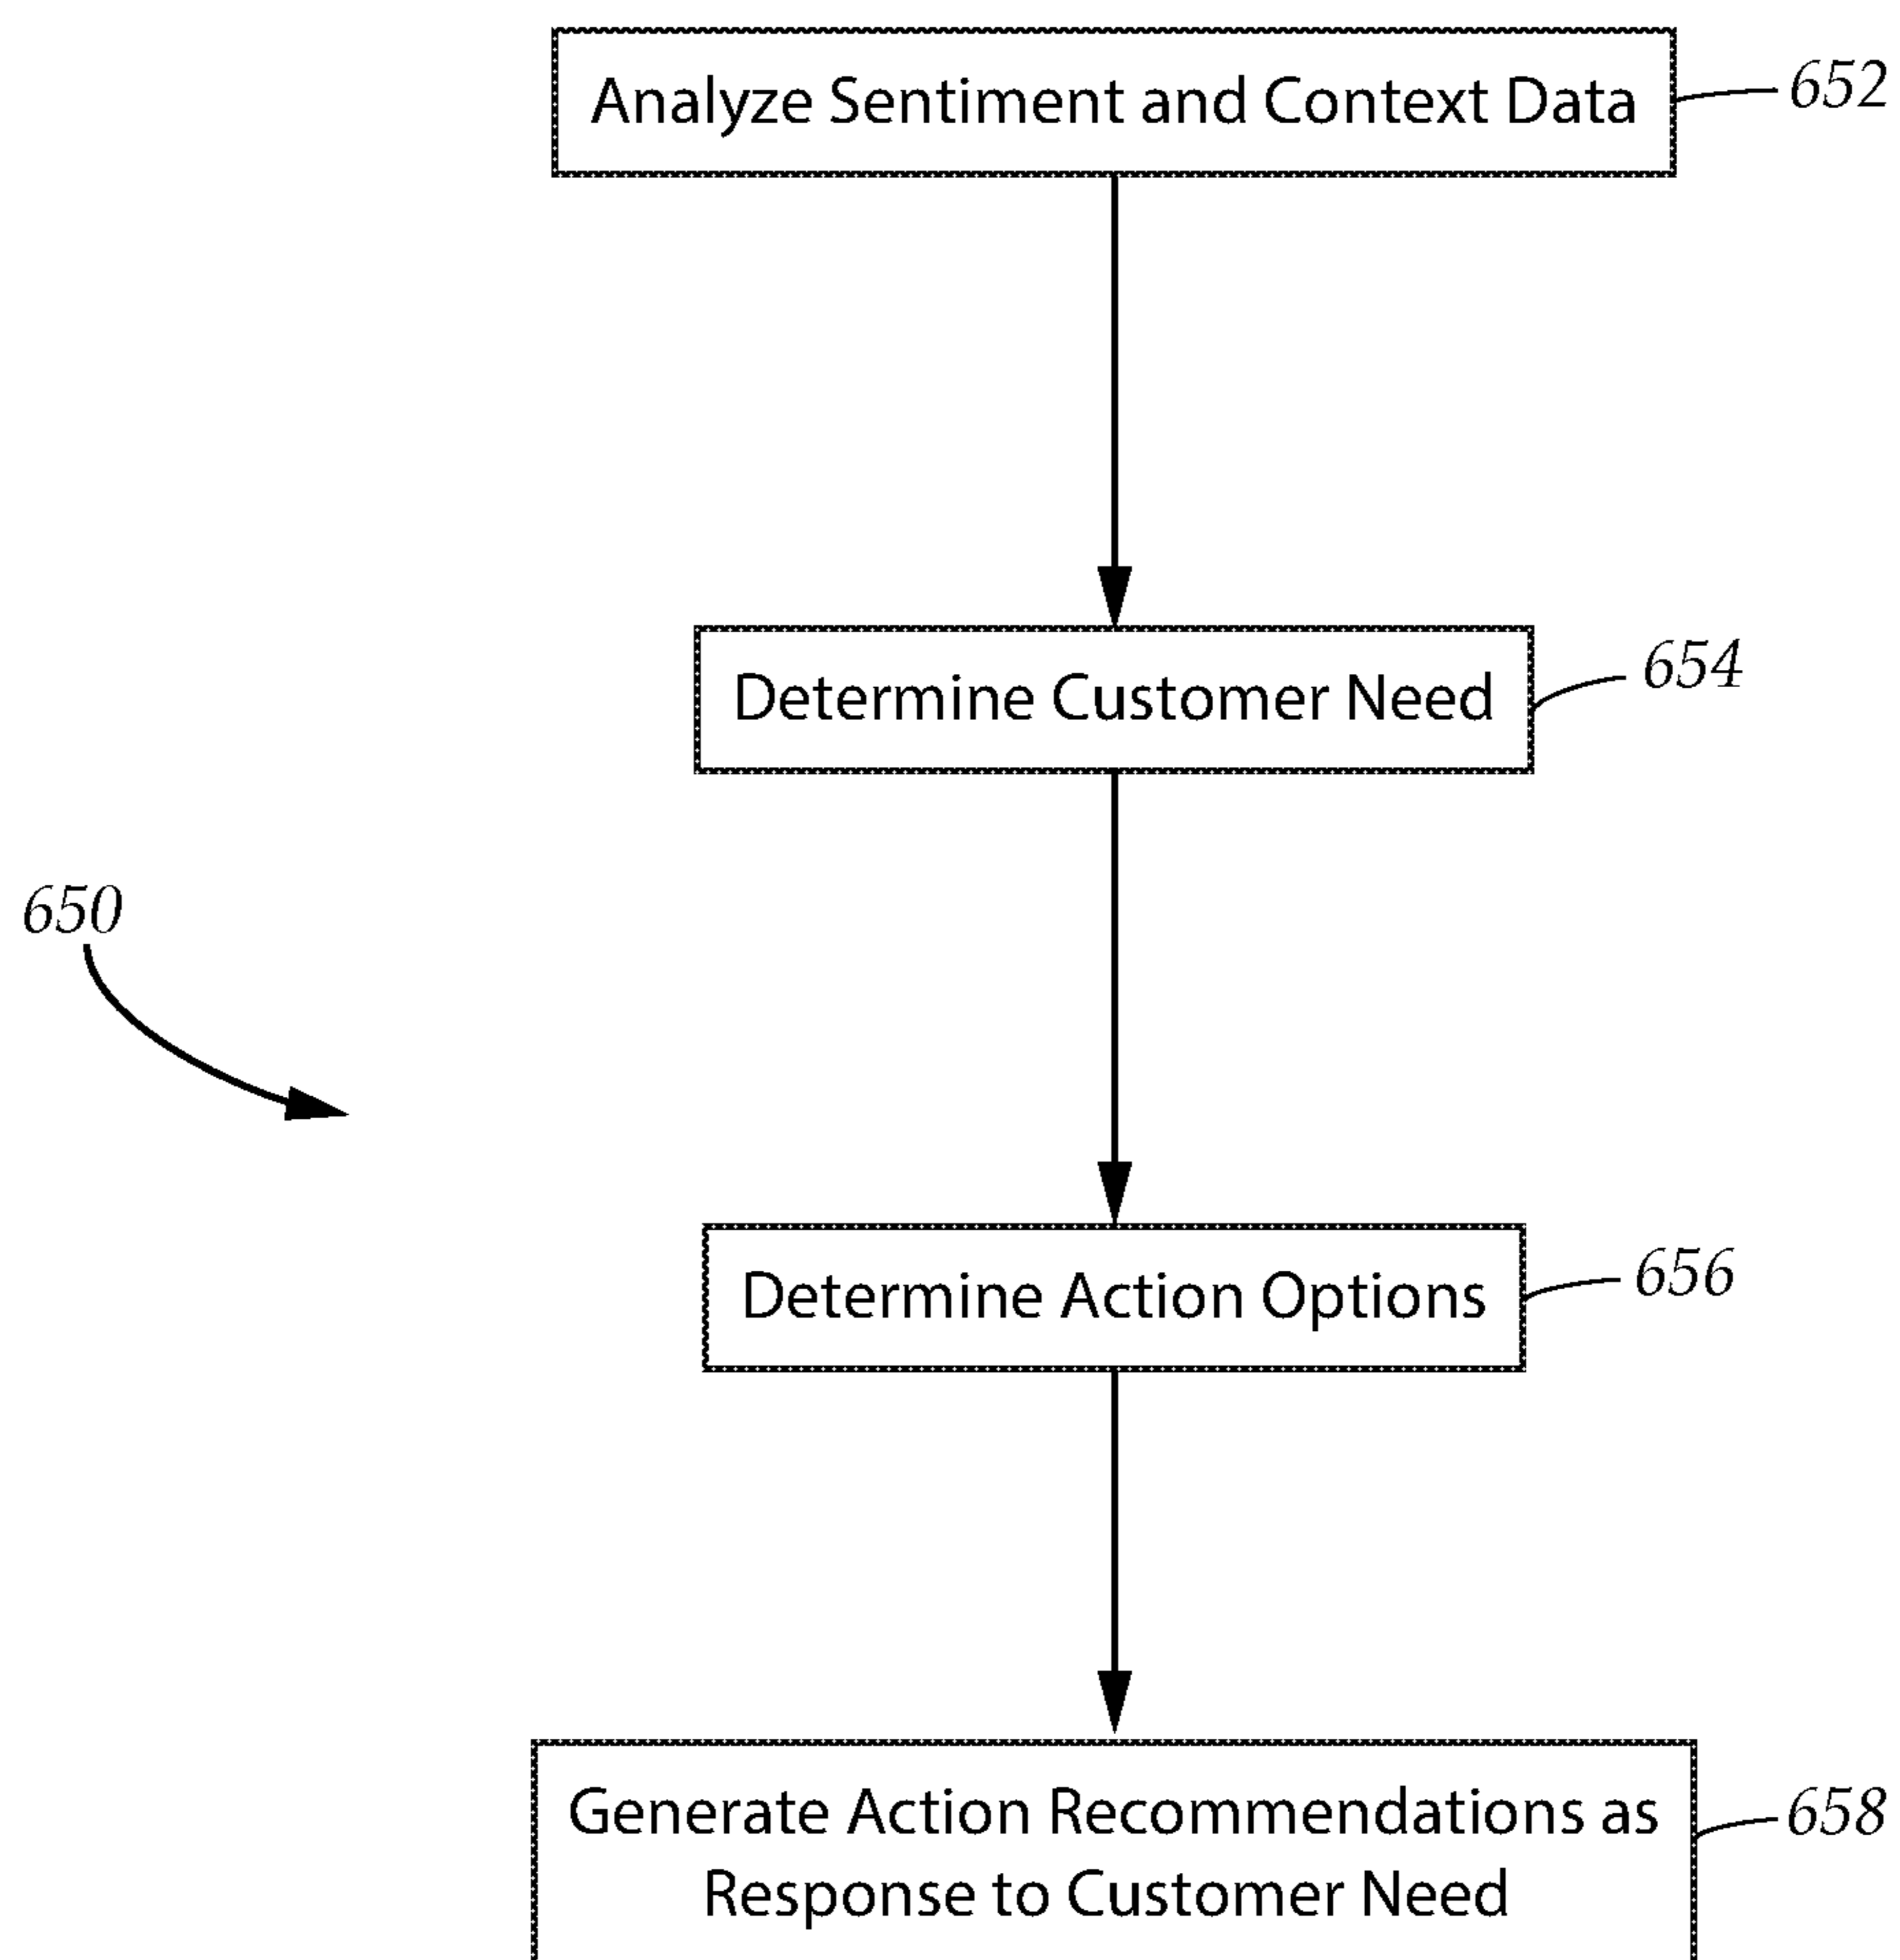 Analyze Sentiment and Context Data
652
Determine Customer Need
654
650
Determine Action Options
656
Generate Action Recommendations as
Response to Customer Need
658